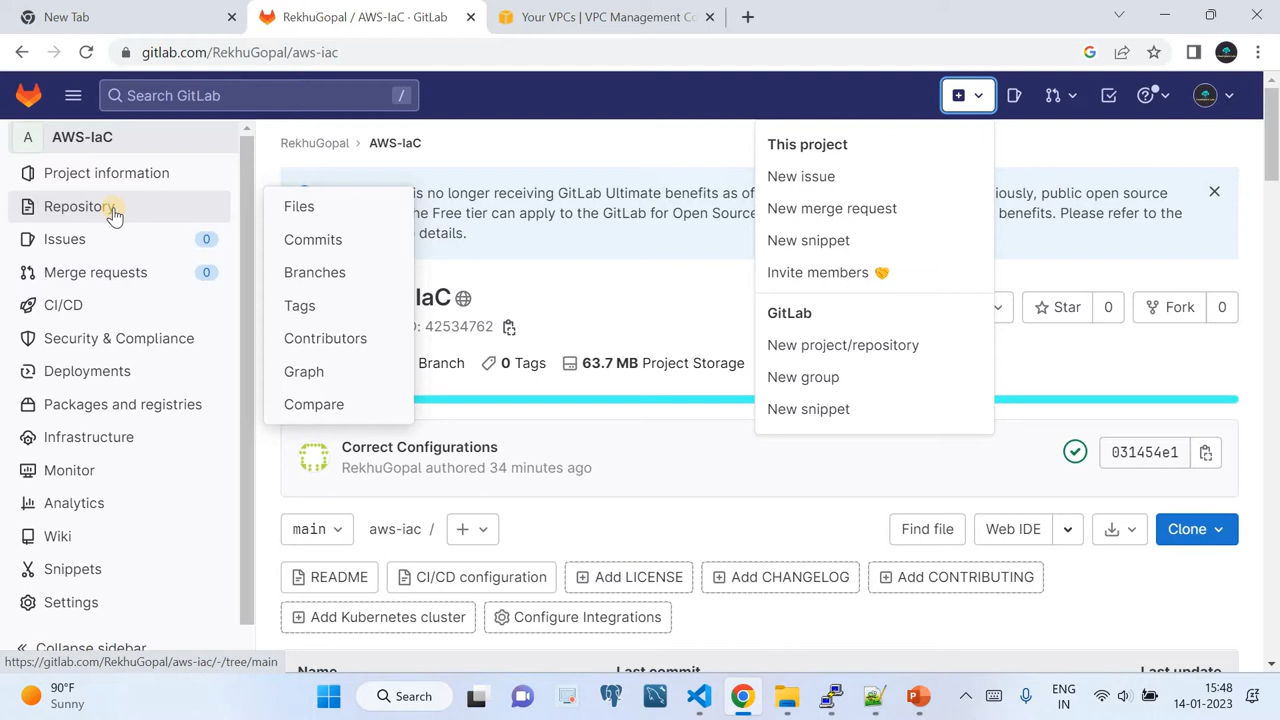 New Tab
RekhuGopal / AWS-IaC · GitLab
Your VPCs | VPC Management Co
gitlab.com/RekhuGopal/aws-iac
Search GitLab
/
A
AWS-IaC
Project information
Repository
Issues
0
Merge requests
0
CI/CD
Security & Compliance
Deployments
Packages and registries
Infrastructure
Monitor
Analytics
Wiki
Snippets
Settings
Collapse sidebar
https://gitlab.com/RekhuGopal/aws-iac/-/tree/main
Files
Commits
Branches
Tags
Contributors
Graph
Compare
RekhuGopal > AWS-IaC
is no longer receiving GitLab Ultimate benefits as of
iously, public open source
he Free tier can apply to the GitLab for Open Source
benefits. Please refer to the
details.
This project
New issue
New merge request
New snippet
Invite members
GitLab
New project/repository
New group
New snippet
IaC
: 42534762
Star
0
Fork
0
Branch
0 Tags
63.7 MB Project Storage
Correct Configurations
RekhuGopal authored 34 minutes ago
031454e1
main
aws-iac /
Find file
Web IDE
Clone
README
CI/CD configuration
Add LICENSE
Add CHANGELOG
Add CONTRIBUTING
Add Kubernetes cluster
Configure Integrations
Name
Last commit
Last update
90°F
Sunny
Search
ENG
IN
15:48
14-01-2023